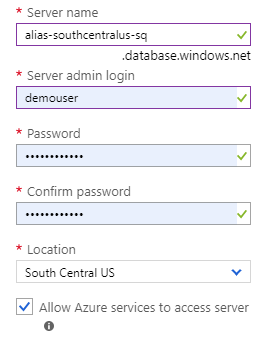 * Server name
alias-southcentralus-sq
.database.windows.net
* Server admin login
demouser
* Password
••••••••••••
* Confirm password
••••••••••••
* Location
South Central US
Allow Azure services to access server